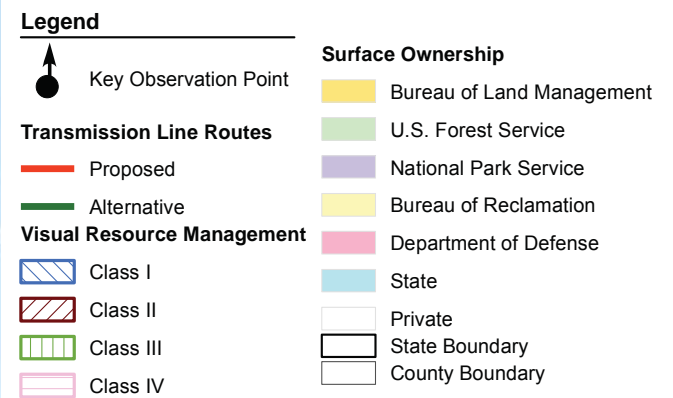 Legend
Key Observation Point
Transmission Line Routes
Proposed
Alternative
Visual Resource Management
Class I
Class II
Class III
Class IV
Surface Ownership
Bureau of Land Management
U.S. Forest Service
National Park Service
Bureau of Reclamation
Department of Defense
State
Private
State Boundary
County Boundary